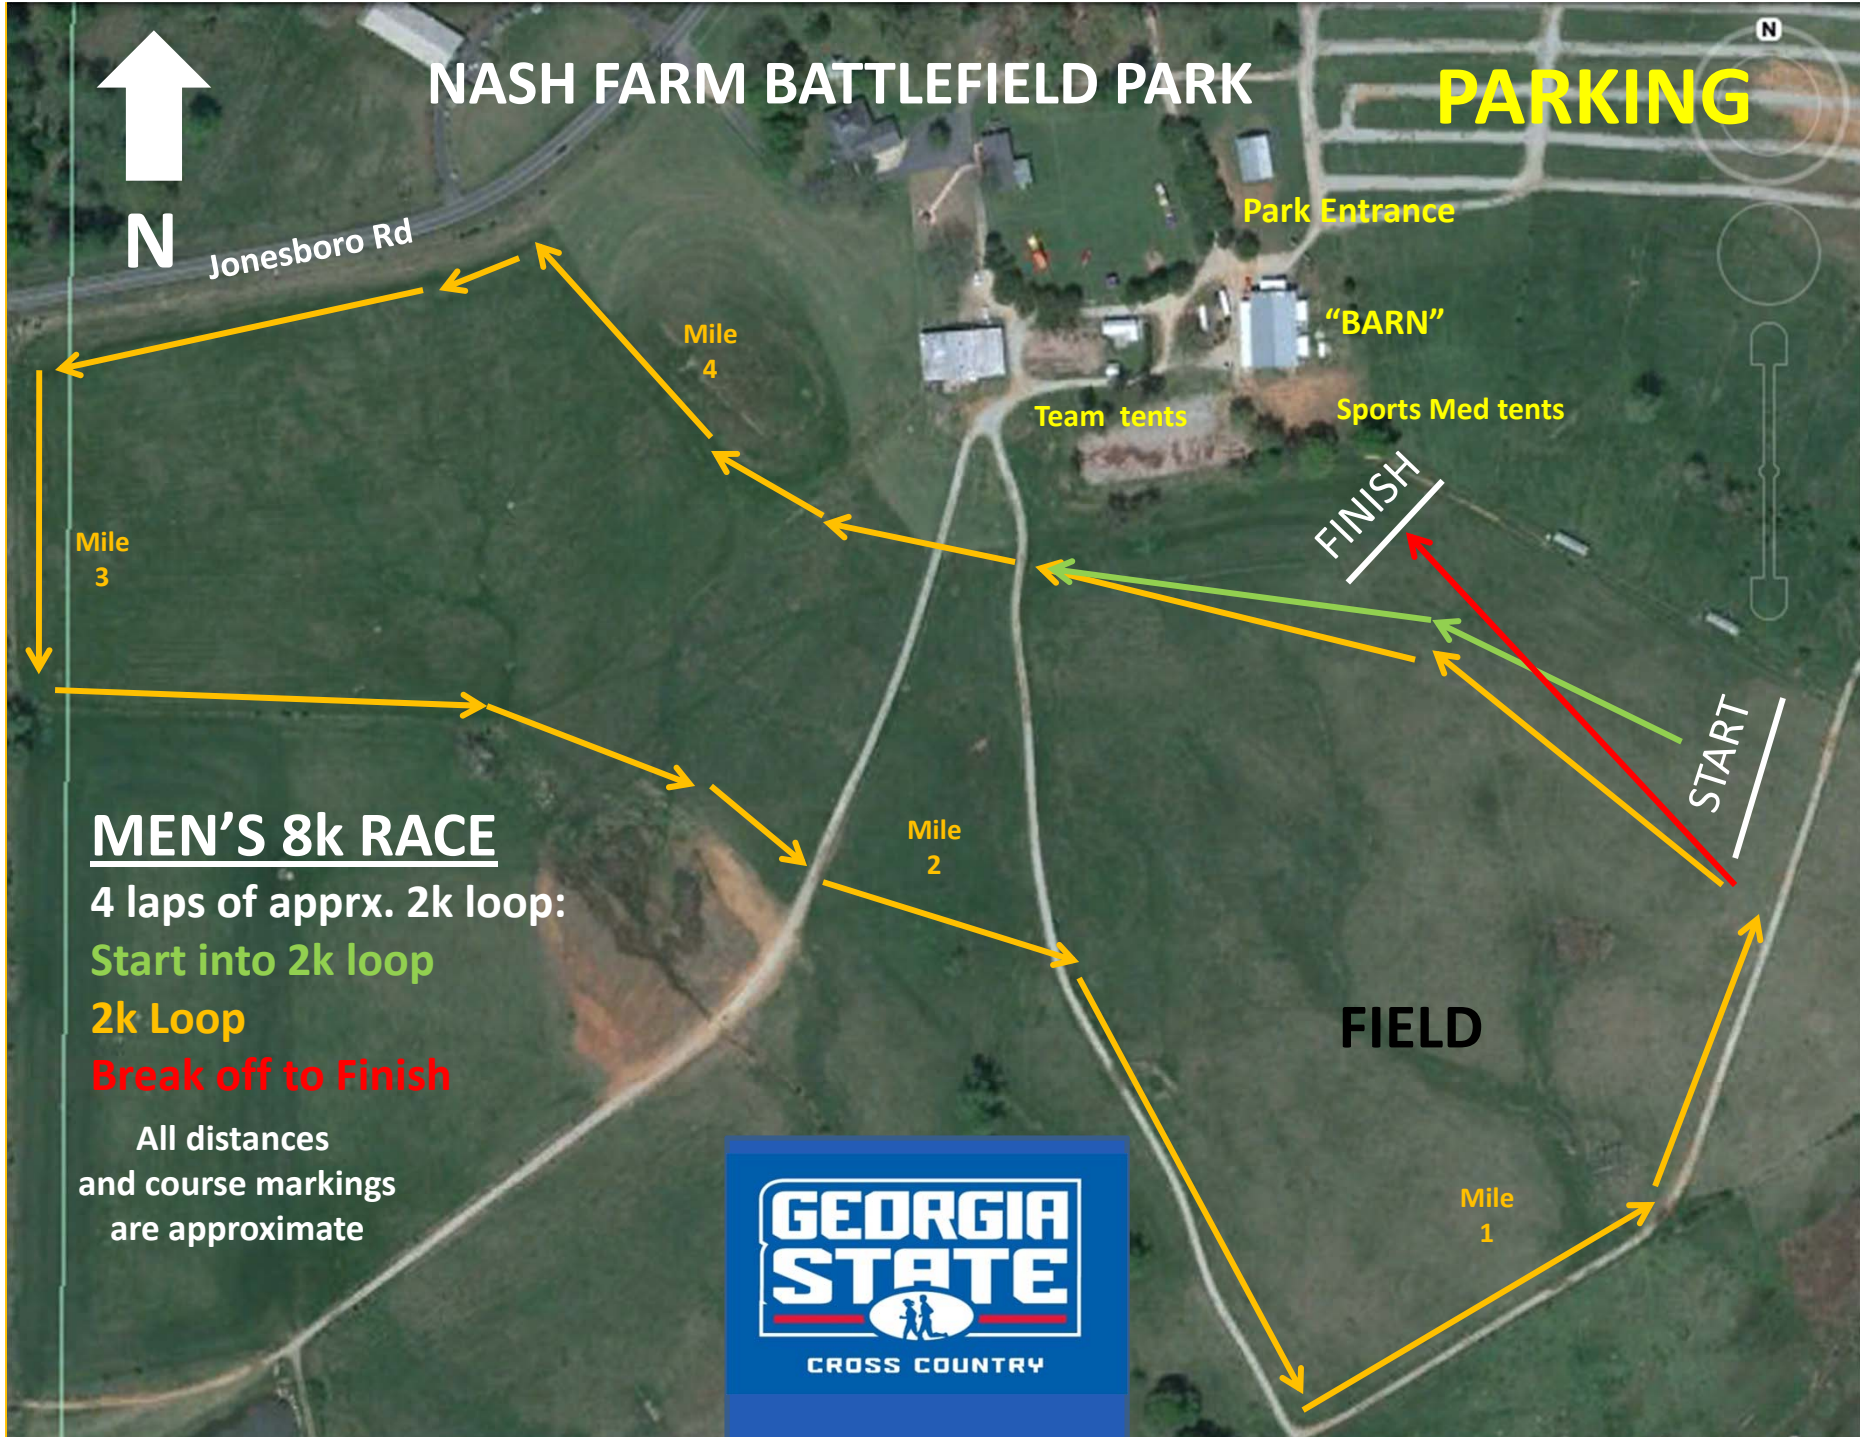 NASH FARM BATTLEFIELD PARK
PARKING
N
N
Jonesboro Rd
Park Entrance
“BARN”
Mile
4
Team tents
Sports Med tents
FINISH
Mile
3
START
MEN’S 8k RACE
4 laps of apprx. 2k loop:
Start into 2k loop
2k Loop
Break off to Finish
All distances
and course markings
are approximate
Mile
2
FIELD
Mile
1
GEORGIA
STATE
CROSS COUNTRY